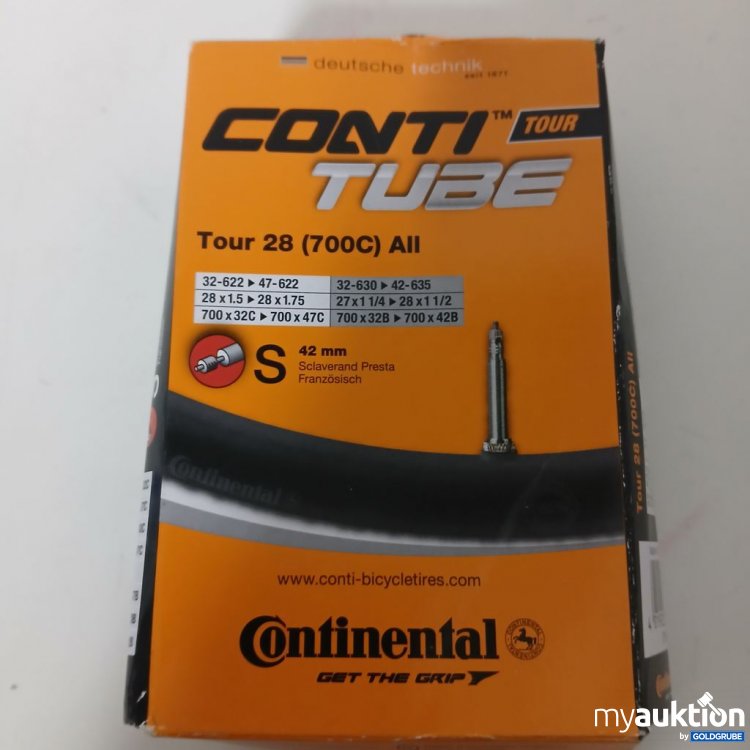 deutsche technik
seit 1871
CONTI™ TOUR
TUBE
Tour 28 (700C) All
32-622 ▸ 47-622 32-630 ▸ 42-635
28 x 1.5 ▸ 28 x 1.75 27 x 1 1/4 ▸ 28 x 1 1/2
700 x 32C ▸ 700 x 47C 700 x 32B ▸ 700 x 42B
S 42 mm
Sclaverand Presta
Französisch
Continental
www.conti-bicycletires.com
Continental
CONTINENTAL
GET THE GRIP
Tour 28 (700C) All
myauktion
by GOLDGRUBE